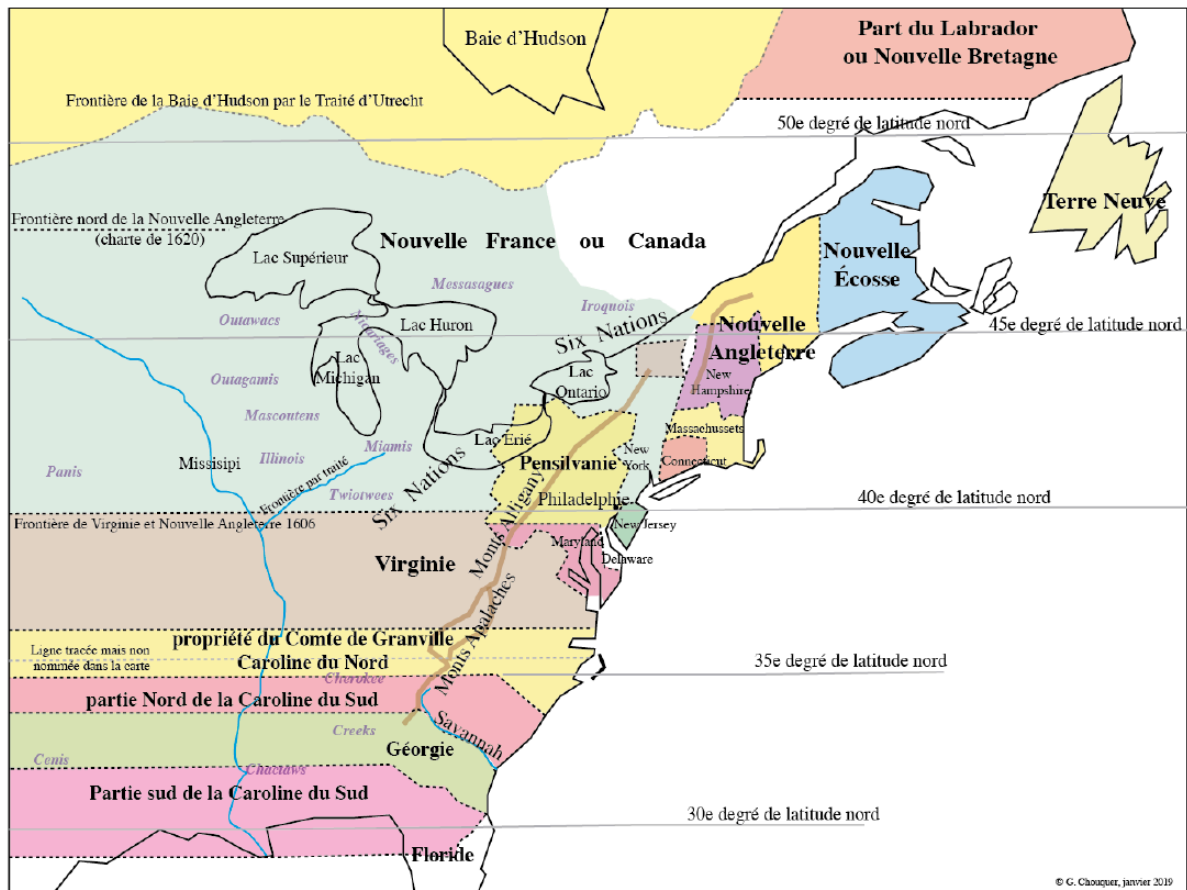 Baie d'Hudson
Part du Labrador
ou Nouvelle Bretagne
Frontière de la Baie d'Hudson par le Traité d'Utrecht
50e degré de latitude nord
Terre Neuve
Frontière nord de la Nouvelle Angleterre
(charte de 1620)
Nouvelle France ou Canada
Nouvelle
Écosse
Lac Supérieur
Messasagues
Iroquois
Outawacs
Niçariages
Lac Huron
Six Nations
Nouvelle
Angleterre
45e degré de latitude nord
Lac
Michigan
Lac
Ontario
New
Hampshire
Outagamis
Mascoutens
Massachussets
Missisipi
Illinois
Miamis
Lac Erié
Panis
Frontière par traité
Twiotwees
Six Nations
Pensilvanie
New
York
Connecticut
Philadelphie
40e degré de latitude nord
Frontière de Virginie et Nouvelle Angleterre 1606
New Jersey
Monts Alligany
Maryland
Delaware
Virginie
Monts Apalaches
propriété du Comte de Granville
Ligne tracée mais non
nommée dans la carte
Caroline du Nord
35e degré de latitude nord
Cherokee
partie Nord de la Caroline du Sud
Savannah
Creeks
Géorgie
Cenis
Chactaws
Partie sud de la Caroline du Sud
30e degré de latitude nord
Floride
© G. Chouquer, janvier 2019